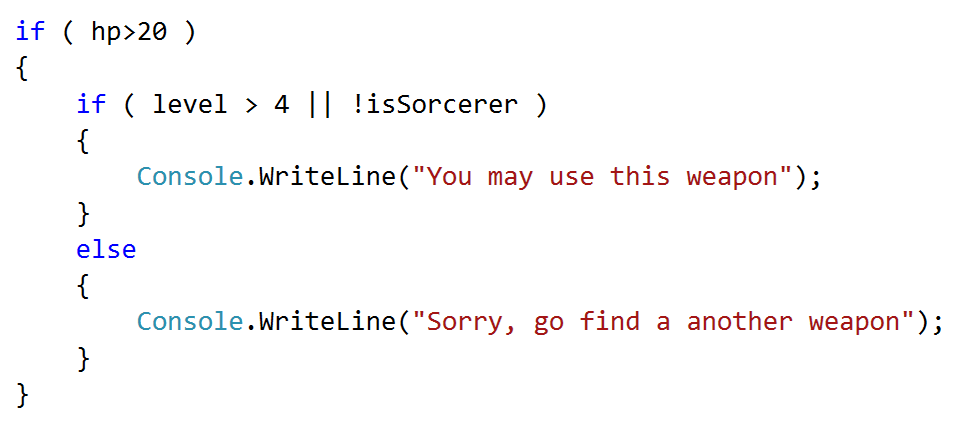 if ( hp>20 )
{
    if ( level > 4 || !isSorcerer )
    {
        Console.WriteLine("You may use this weapon");
    }
    else
    {
        Console.WriteLine("Sorry, go find a another weapon");
    }
}